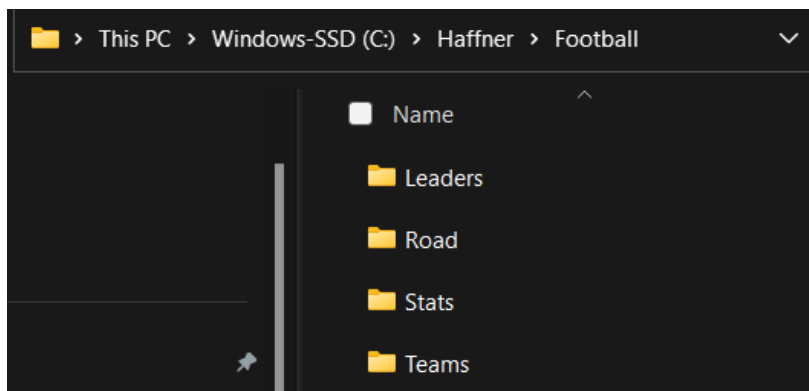 This PC > Windows-SSD (C:) > Haffner > Football
Name
Leaders
Road
Stats
Teams